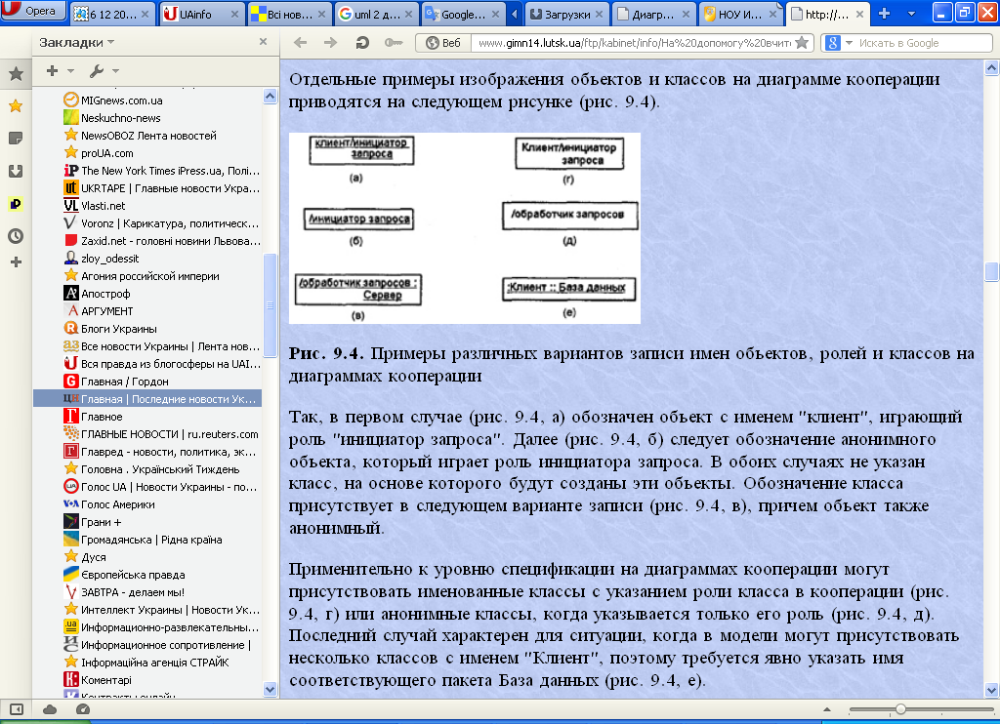 Opera
6 12 20...
UAinfo
Всі нові...
uml 2 д...
Google...
Загрузки
Диагр...
НОУ И...
http://...
Закладки
Веб
www.gimn14.lutsk.ua/ftp/kabinet/info/На%20допомогу%20вчите
Искать в Google
MIGnews.com.ua
Neskuchno-news
NewsOBOZ Лента новостей
proUA.com
The New York Times iPress.ua, Полі...
UKRTAPE | Главные новости Укра...
Vlasti.net
Voronz | Карикатура, политическ...
Zaxid.net - головні новини Львова...
zloy_odessit
Агония российской империи
Апостроф
АРГУМЕНТ
Блоги Украины
Все новости Украины | Лента нов...
Вся правда из блогосферы на UAI...
Главная / Гордон
Главная | Последние новости Ук...
Главное
ГЛАВНЫЕ НОВОСТИ | ru.reuters.com
Главред - новости, политика, эк...
Головна . Український Тиждень
Голос UA | Новости Украины - по...
Голос Америки
Грани +
Громадянська | Рідна країна
Дуся
Європейська правда
ЗАВТРА - делаем мы!
Интеллект Украины | Новости Ук...
Информационно-развлекательны...
Информационное сопротивление |
Інформаційна агенція СТРАЙК
Коментарі
Контракты онлайн
Отдельные примеры изображения объектов и классов на диаграмме кооперации
приводятся на следующем рисунке (рис. 9.4).
клиент/инициатор
запроса
(а)
Клиент/инициатор
запроса
(г)
/инициатор запроса
(б)
/обработчик запросов
(д)
/обработчик запросов :
Сервер
(в)
:Клиент :: База данных
(е)
Рис. 9.4. Примеры различных вариантов записи имен объектов, ролей и классов на
диаграммах кооперации
Так, в первом случае (рис. 9.4, а) обозначен объект с именем "клиент", играющий
роль "инициатор запроса". Далее (рис. 9.4, б) следует обозначение анонимного
объекта, который играет роль инициатора запроса. В обоих случаях не указан
класс, на основе которого будут созданы эти объекты. Обозначение класса
присутствует в следующем варианте записи (рис. 9.4, в), причем объект также
анонимный.
Применительно к уровню спецификации на диаграммах кооперации могут
присутствовать именованные классы с указанием роли класса в кооперации (рис.
9.4, г) или анонимные классы, когда указывается только его роль (рис. 9.4, д).
Последний случай характерен для ситуации, когда в модели могут присутствовать
несколько классов с именем "Клиент", поэтому требуется явно указать имя
соответствующего пакета База данных (рис. 9.4, е).